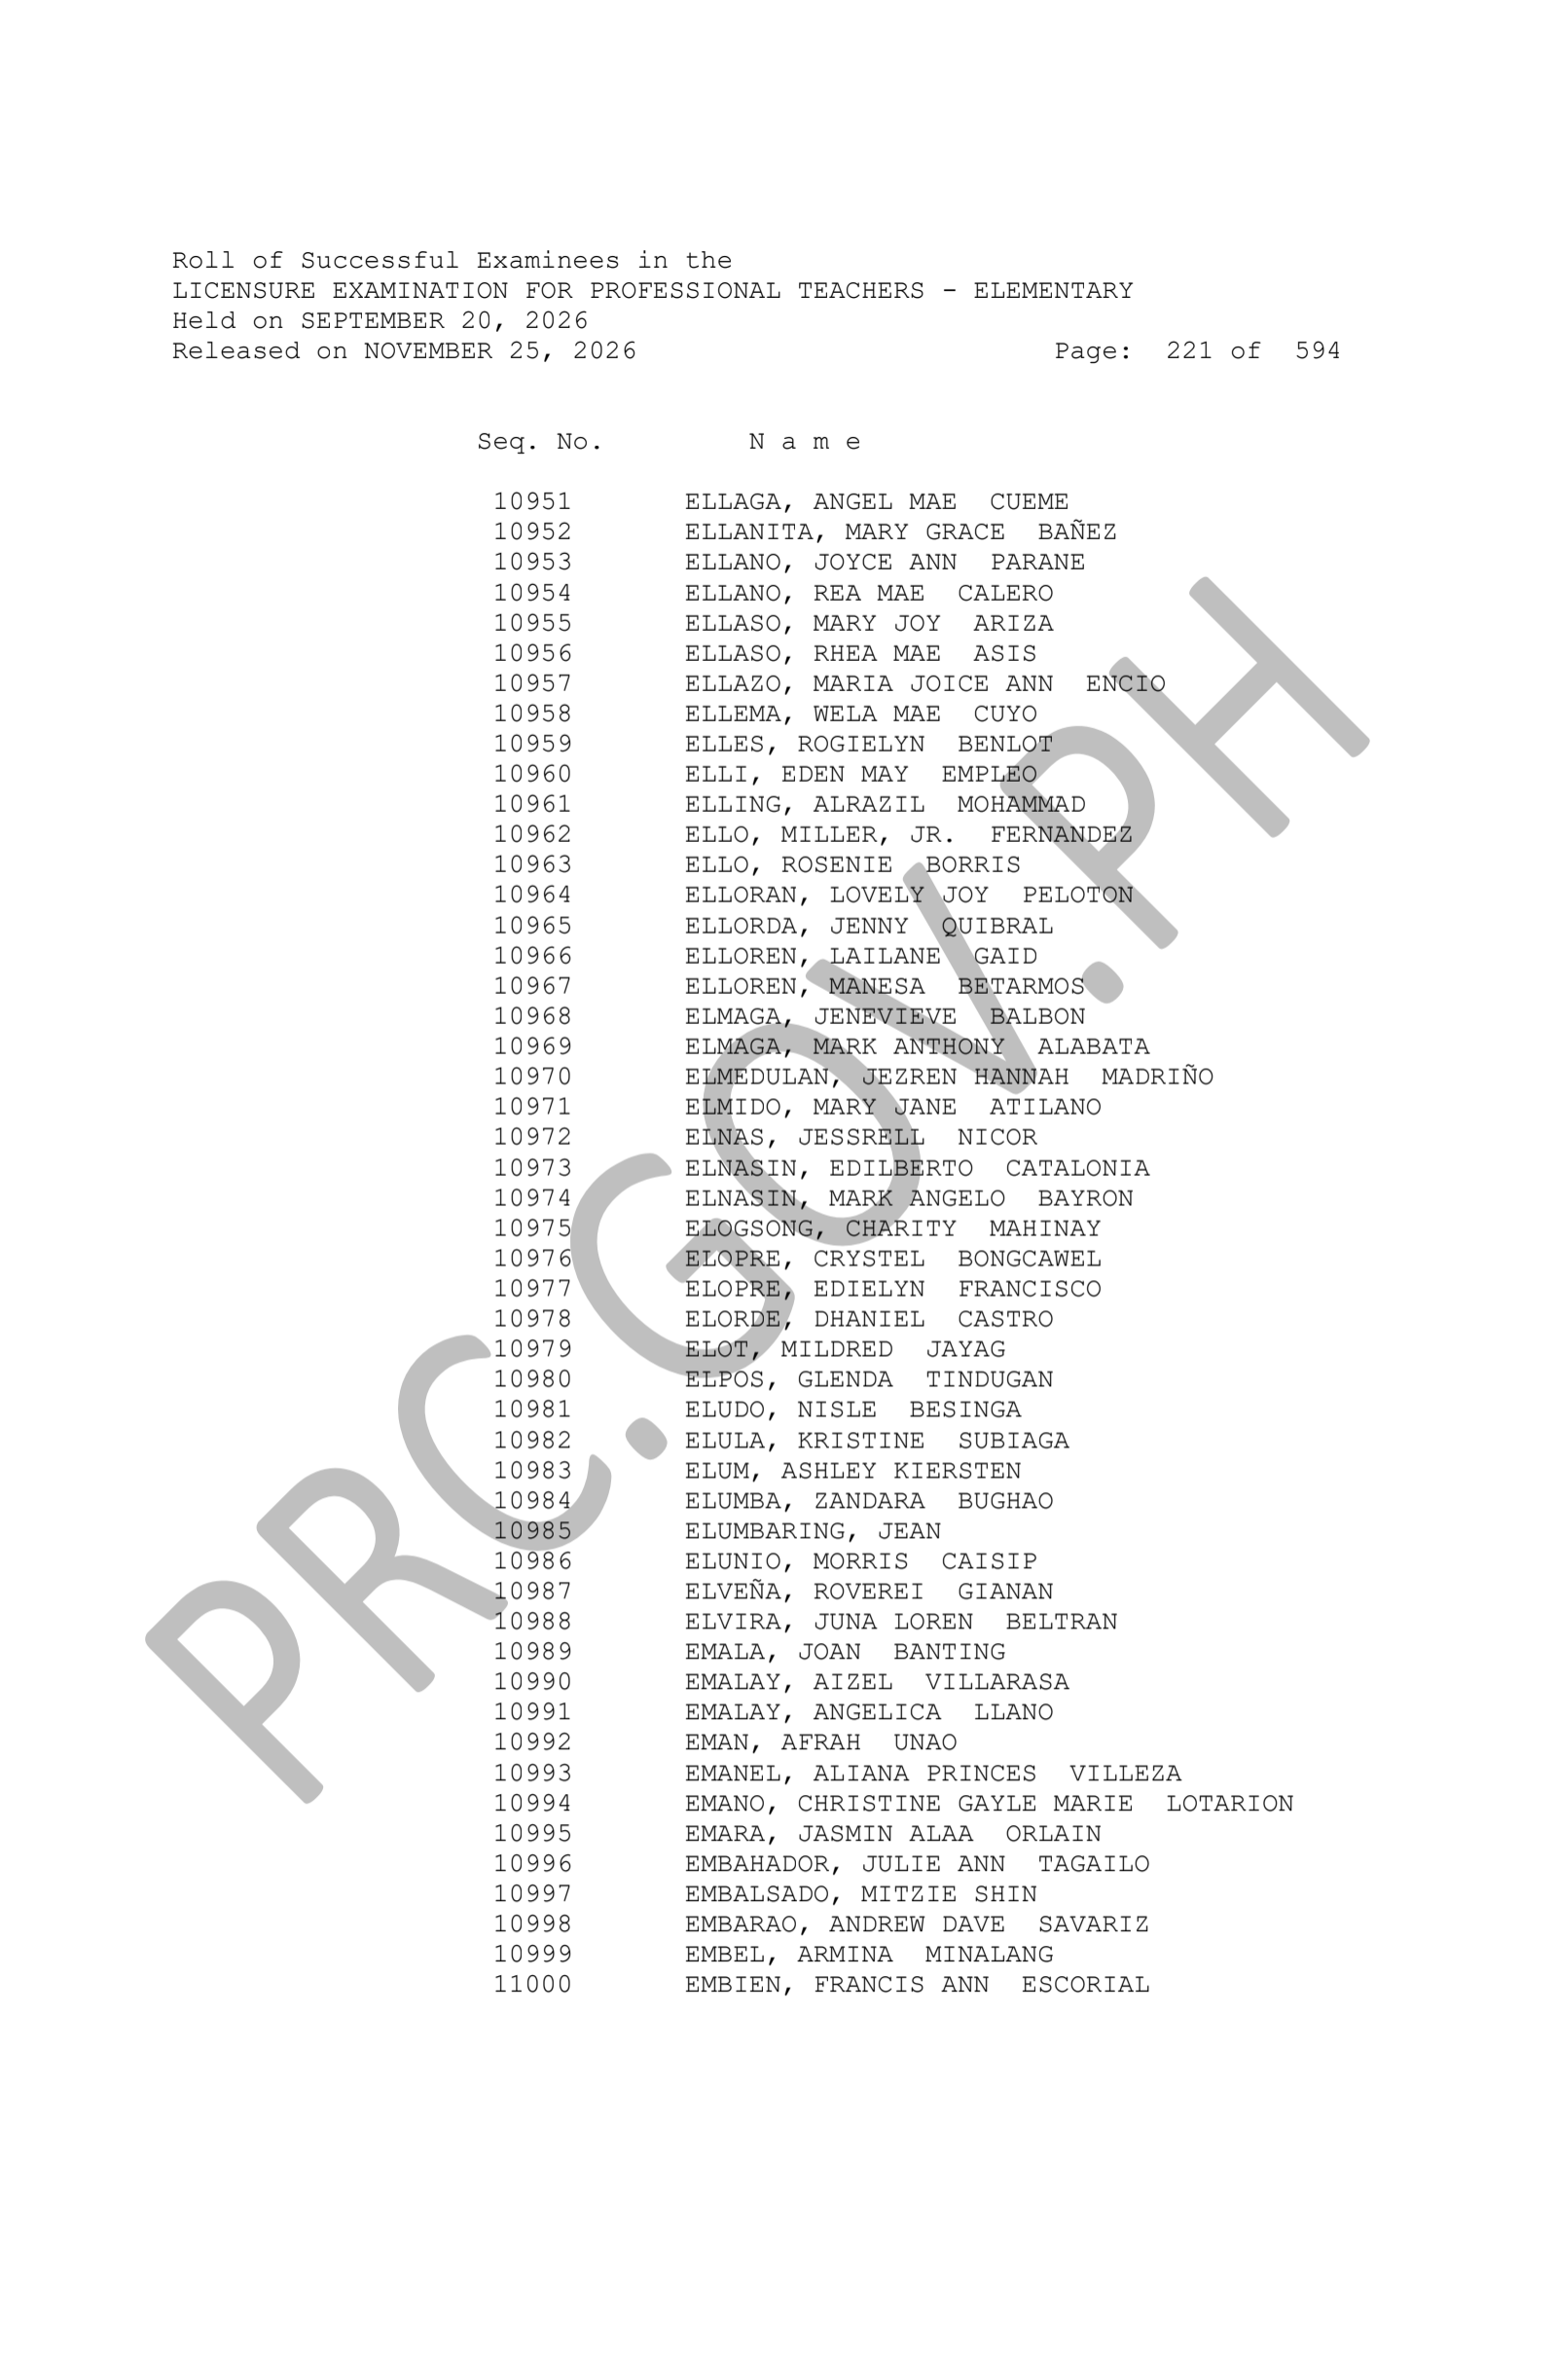 Roll of Successful Examinees in the
LICENSURE EXAMINATION FOR PROFESSIONAL TEACHERS - ELEMENTARY
Held on SEPTEMBER 20, 2026
Released on NOVEMBER 25, 2026 Page: 221 of 594
Seq. No. N a m e
10951 ELLAGA, ANGEL MAE CUEME
10952 ELLANITA, MARY GRACE BAÑEZ
10953 ELLANO, JOYCE ANN PARANE
10954 ELLANO, REA MAE CALERO
10955 ELLASO, MARY JOY ARIZA
10956 ELLASO, RHEA MAE ASIS
10957 ELLAZO, MARIA JOICE ANN ENCIO
10958 ELLEMA, WELA MAE CUYO
10959 ELLES, ROGIELYN BENLOT
10960 ELLI, EDEN MAY EMPLEO
10961 ELLING, ALRAZIL MOHAMMAD
10962 ELLO, MILLER, JR. FERNANDEZ
10963 ELLO, ROSENIE BORRIS
10964 ELLORAN, LOVELY JOY PELOTON
10965 ELLORDA, JENNY QUIBRAL
10966 ELLOREN, LAILANE GAID
10967 ELLOREN, MANESA BETARMOS
10968 ELMAGA, JENEVIEVE BALBON
10969 ELMAGA, MARK ANTHONY ALABATA
10970 ELMEDULAN, JEZREN HANNAH MADRIÑO
10971 ELMIDO, MARY JANE ATILANO
10972 ELNAS, JESSRELL NICOR
10973 ELNASIN, EDILBERTO CATALONIA
10974 ELNASIN, MARK ANGELO BAYRON
10975 ELOGSONG, CHARITY MAHINAY
10976 ELOPRE, CRYSTEL BONGCAWEL
10977 ELOPRE, EDIELYN FRANCISCO
10978 ELORDE, DHANIEL CASTRO
10979 ELOT, MILDRED JAYAG
10980 ELPOS, GLENDA TINDUGAN
10981 ELUDO, NISLE BESINGA
10982 ELULA, KRISTINE SUBIAGA
10983 ELUM, ASHLEY KIERSTEN
10984 ELUMBA, ZANDARA BUGHAO
10985 ELUMBARING, JEAN
10986 ELUNIO, MORRIS CAISIP
10987 ELVEÑA, ROVEREI GIANAN
10988 ELVIRA, JUNA LOREN BELTRAN
10989 EMALA, JOAN BANTING
10990 EMALAY, AIZEL VILLARASA
10991 EMALAY, ANGELICA LLANO
10992 EMAN, AFRAH UNAO
10993 EMANEL, ALIANA PRINCES VILLEZA
10994 EMANO, CHRISTINE GAYLE MARIE LOTARION
10995 EMARA, JASMIN ALAA ORLAIN
10996 EMBAHADOR, JULIE ANN TAGAILO
10997 EMBALSADO, MITZIE SHIN
10998 EMBARAO, ANDREW DAVE SAVARIZ
10999 EMBEL, ARMINA MINALANG
11000 EMBIEN, FRANCIS ANN ESCORIAL
PRC.GOV.PH